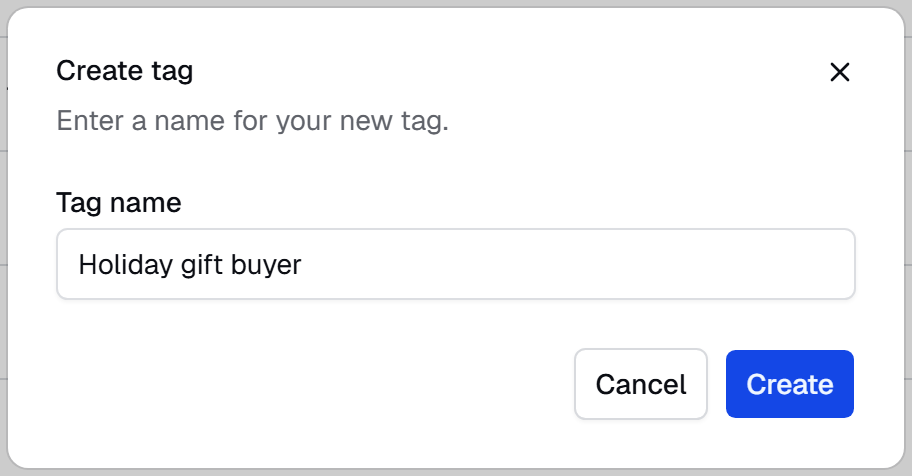 Create tag
Enter a name for your new tag.
Tag name
Holiday gift buyer
Cancel
Create